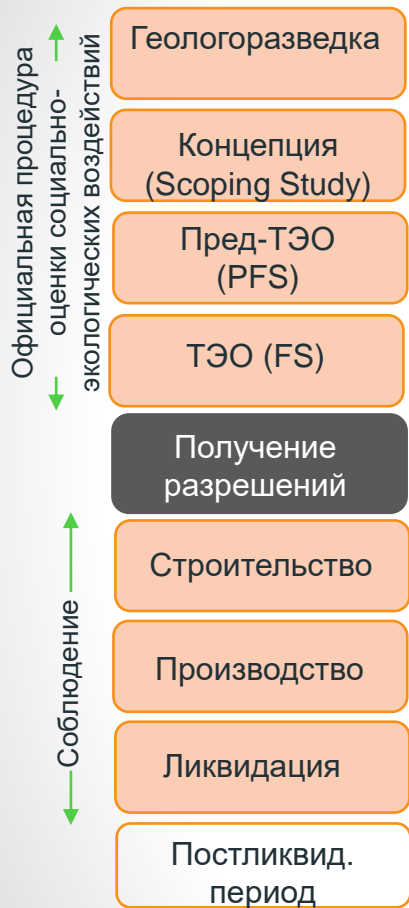 Официальная процедура
оценки социально-
экологических воздействий
Геологоразведка
Концепция
(Scoping Study)
Пред-ТЭО
(PFS)
ТЭО (FS)
Получение
разрешений
Соблюдение
Строительство
Производство
Ликвидация
Постликвид.
период